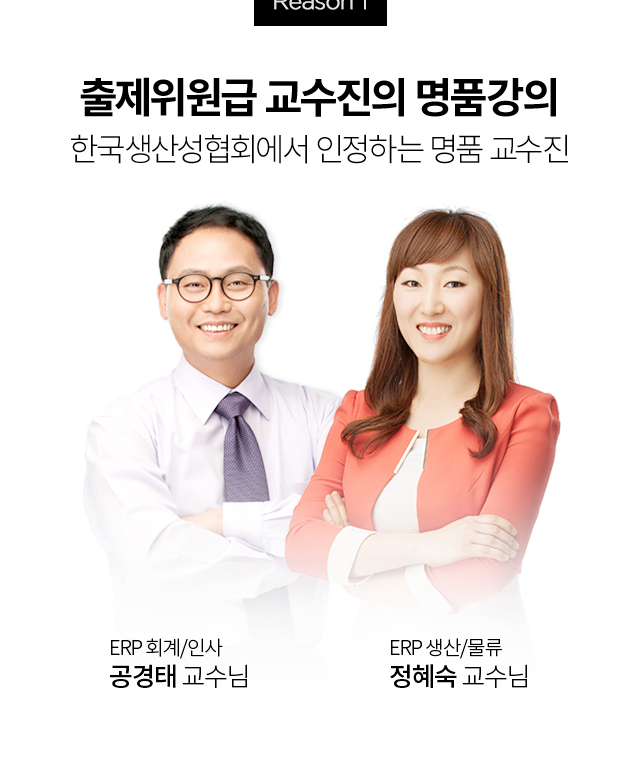 Reason 1
출제위원급 교수진의 명품강의
한국생산성협회에서 인정하는 명품 교수진
ERP 회계/인사
공경태 교수님
ERP 생산/물류
정혜숙 교수님